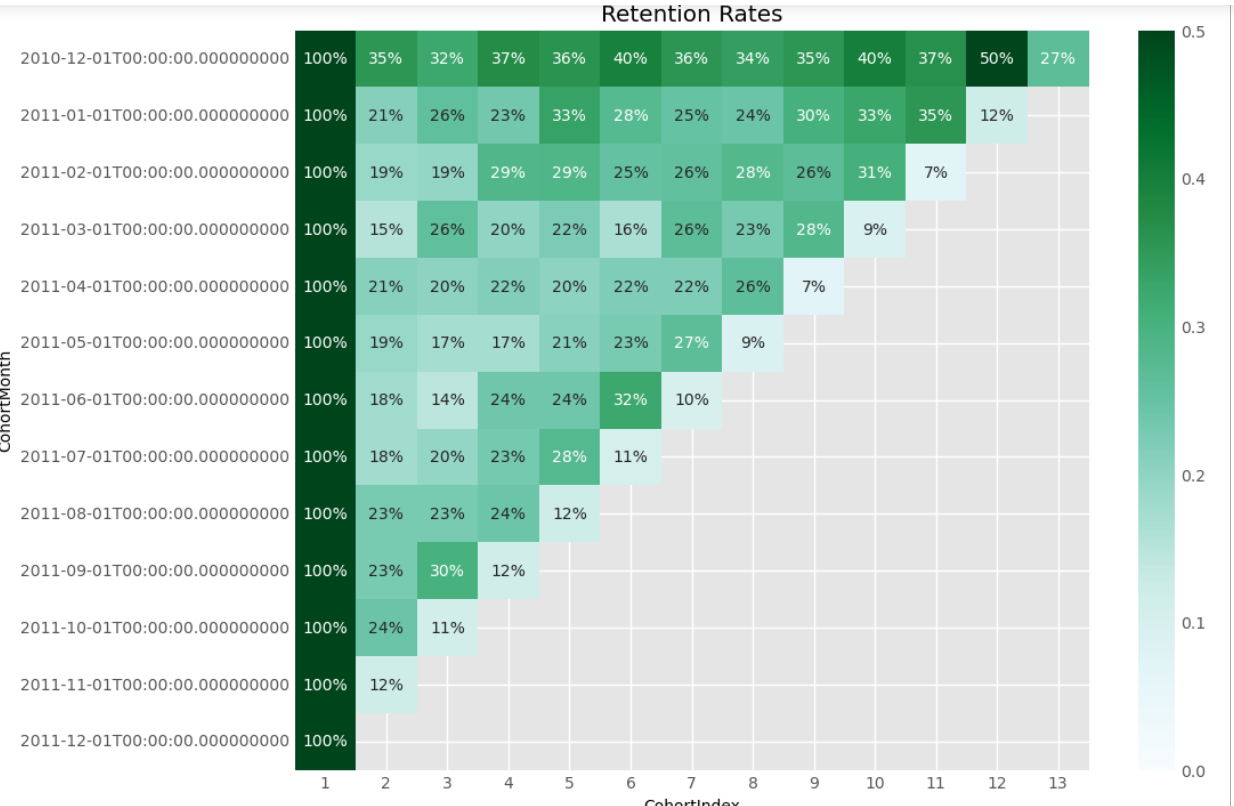 Retention Rates
2010-12-01T00:00:00.000000000 100% 35% 32% 37% 36% 40% 36% 34% 35% 40% 37% 50% 27%
2011-01-01T00:00:00.000000000 100% 21% 26% 23% 33% 28% 25% 24% 30% 33% 35% 12%
2011-02-01T00:00:00.000000000 100% 19% 19% 29% 29% 25% 26% 28% 26% 31% 7%
2011-03-01T00:00:00.000000000 100% 15% 26% 20% 22% 16% 26% 23% 28% 9%
2011-04-01T00:00:00.000000000 100% 21% 20% 22% 20% 22% 22% 26% 7%
2011-05-01T00:00:00.000000000 100% 19% 17% 17% 21% 23% 27% 9%
2011-06-01T00:00:00.000000000 100% 18% 14% 24% 24% 32% 10%
2011-07-01T00:00:00.000000000 100% 18% 20% 23% 28% 11%
2011-08-01T00:00:00.000000000 100% 23% 23% 24% 12%
2011-09-01T00:00:00.000000000 100% 23% 30% 12%
2011-10-01T00:00:00.000000000 100% 24% 11%
2011-11-01T00:00:00.000000000 100% 12%
2011-12-01T00:00:00.000000000 100%
1 2 3 4 5 6 7 8 9 10 11 12 13
CohortIndex
CohortMonth
0.5
0.4
0.3
0.2
0.1
0.0